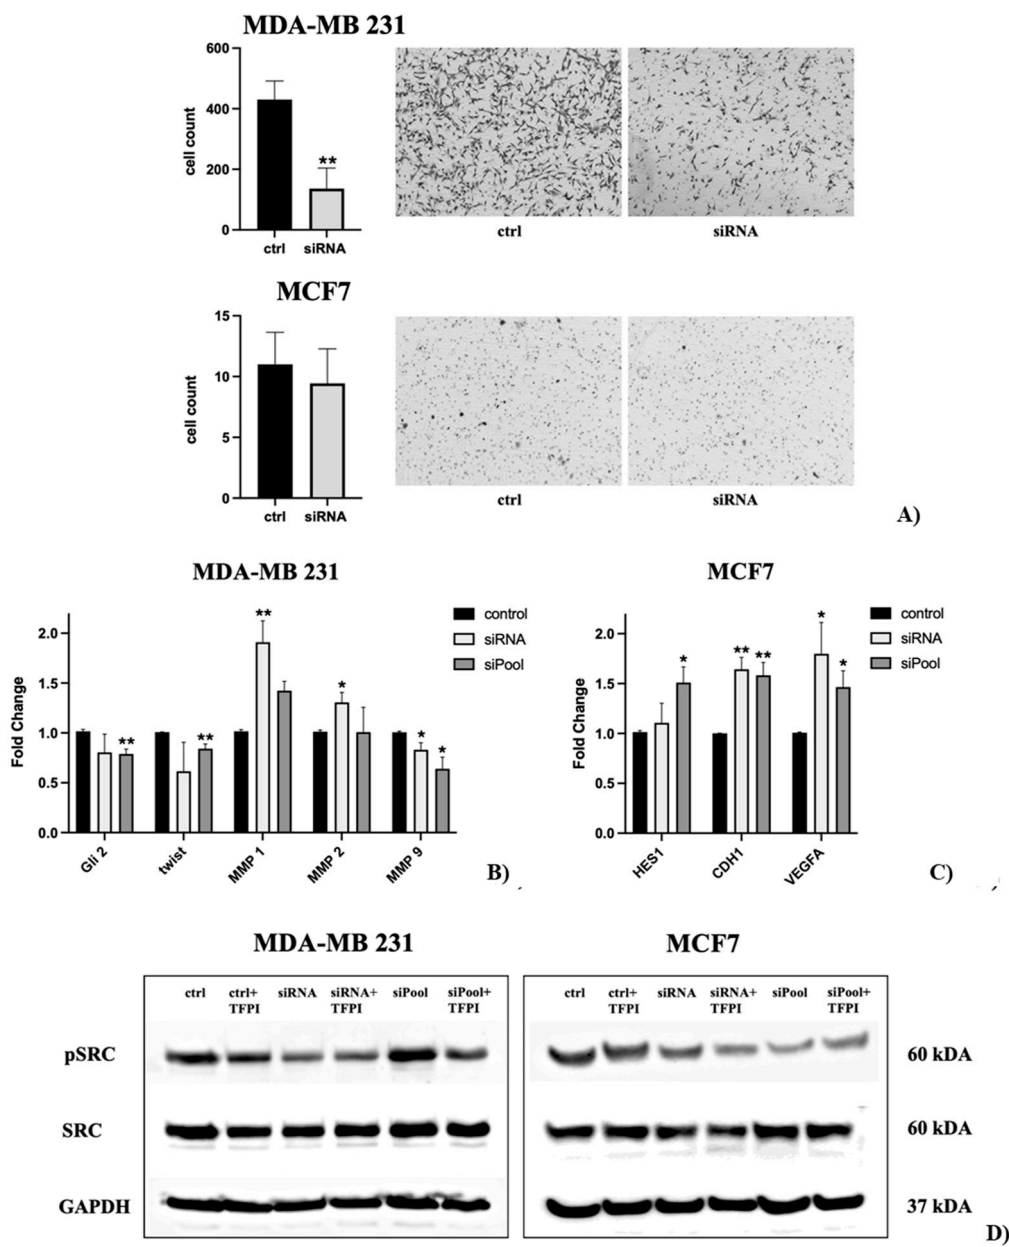 MDA-MB 231
600
400
200
0
cell count
**
ctrl siRNA
ctrl
siRNA
MCF7
15
10
5
0
cell count
ctrl siRNA
ctrl
siRNA
A)
MDA-MB 231
Fold Change
2.0
1.5
1.0
0.5
0.0
** ** ** * * *
control
siRNA
siPool
Gli 2 twist MMP 1 MMP 2 MMP 9
B)
MCF7
Fold Change
2.0
1.5
1.0
0.5
0.0
* ** ** * *
control
siRNA
siPool
HES1 CDH1 VEGFA
C)
MDA-MB 231
MCF7
ctrl ctrl+ siRNA siRNA+ siPool siPool+
TFPI TFPI TFPI
ctrl ctrl+ siRNA siRNA+ siPool siPool+
TFPI TFPI TFPI
pSRC
60 kDA
SRC
60 kDA
GAPDH
37 kDA
D)